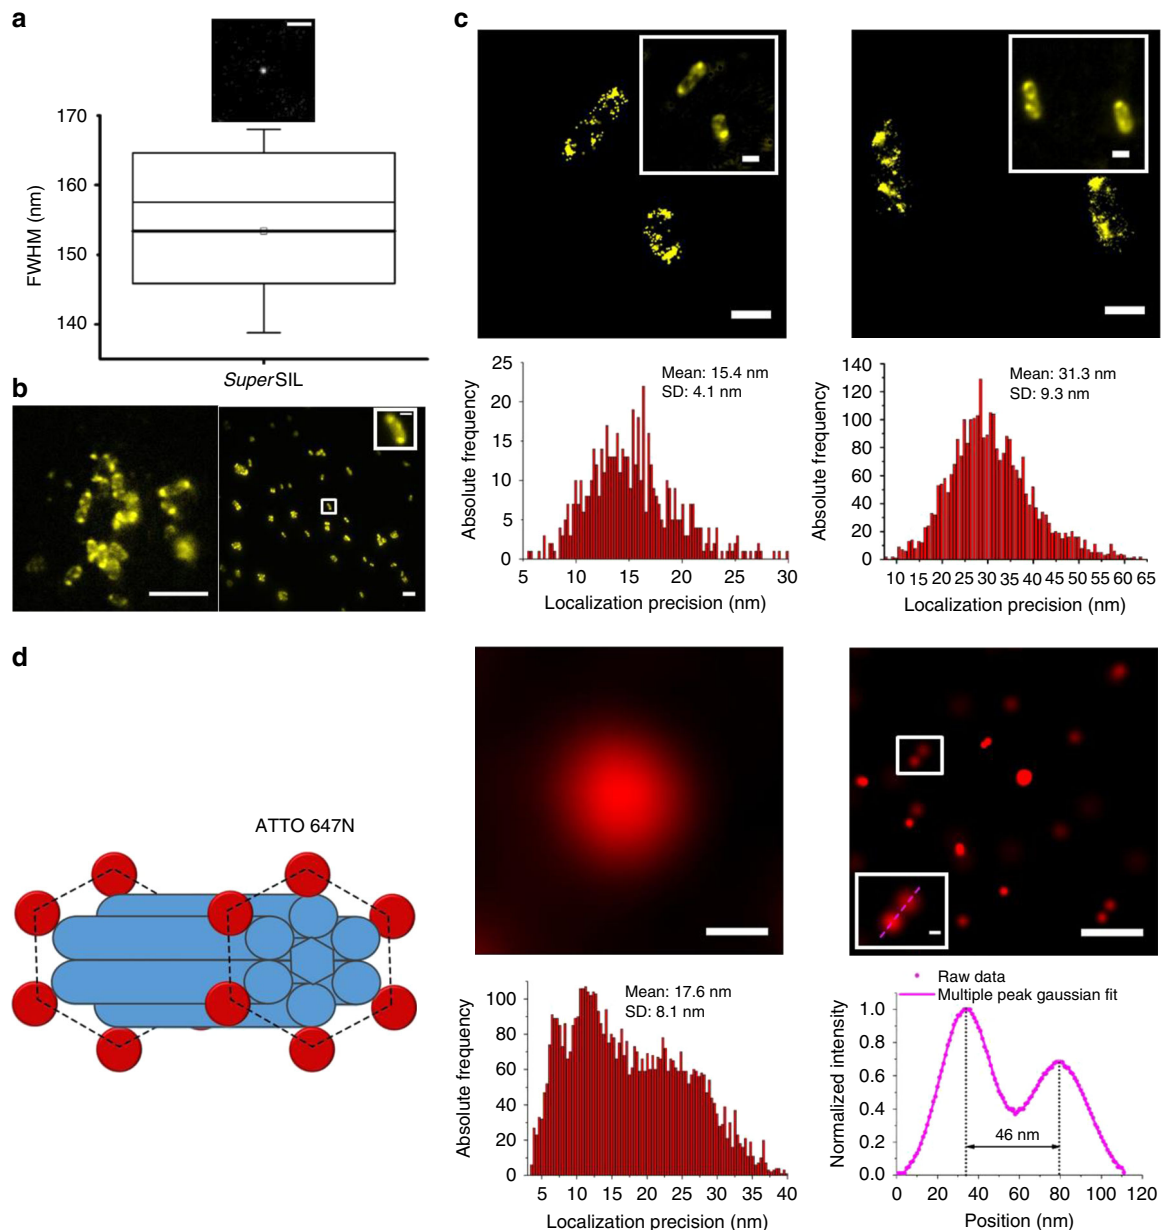 a
170
160
150
140
FWHM (nm)
SuperSIL
b
c
25
20
15
10
5
0
Absolute frequency
Mean: 15.4 nm
SD: 4.1 nm
5 10 15 20 25 30
Localization precision (nm)
140
120
100
80
60
40
20
0
Absolute frequency
Mean: 31.3 nm
SD: 9.3 nm
10 15 20 25 30 35 40 45 50 55 60 65
Localization precision (nm)
d
ATTO 647N
100
80
60
40
20
0
Absolute frequency
Mean: 17.6 nm
SD: 8.1 nm
5 10 15 20 25 30 35 40
Localization precision (nm)
Raw data
Multiple peak gaussian fit
1.0
0.8
0.6
0.4
0.2
0.0
Normalized intensity
46 nm
0 20 40 60 80 100 120
Position (nm)